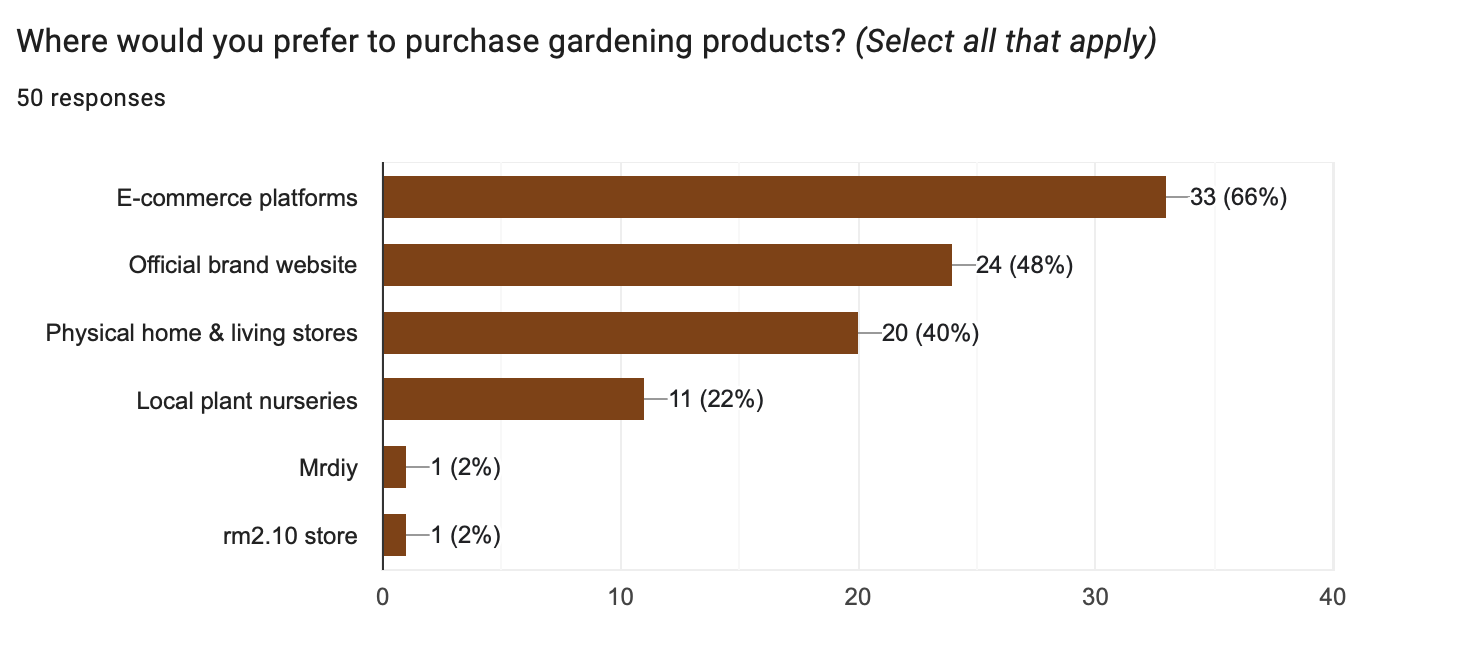 Where would you prefer to purchase gardening products? (Select all that apply)
50 responses
E-commerce platforms 33 (66%)
Official brand website 24 (48%)
Physical home & living stores 20 (40%)
Local plant nurseries 11 (22%)
Mrdiy 1 (2%)
rm2.10 store 1 (2%)
0 10 20 30 40